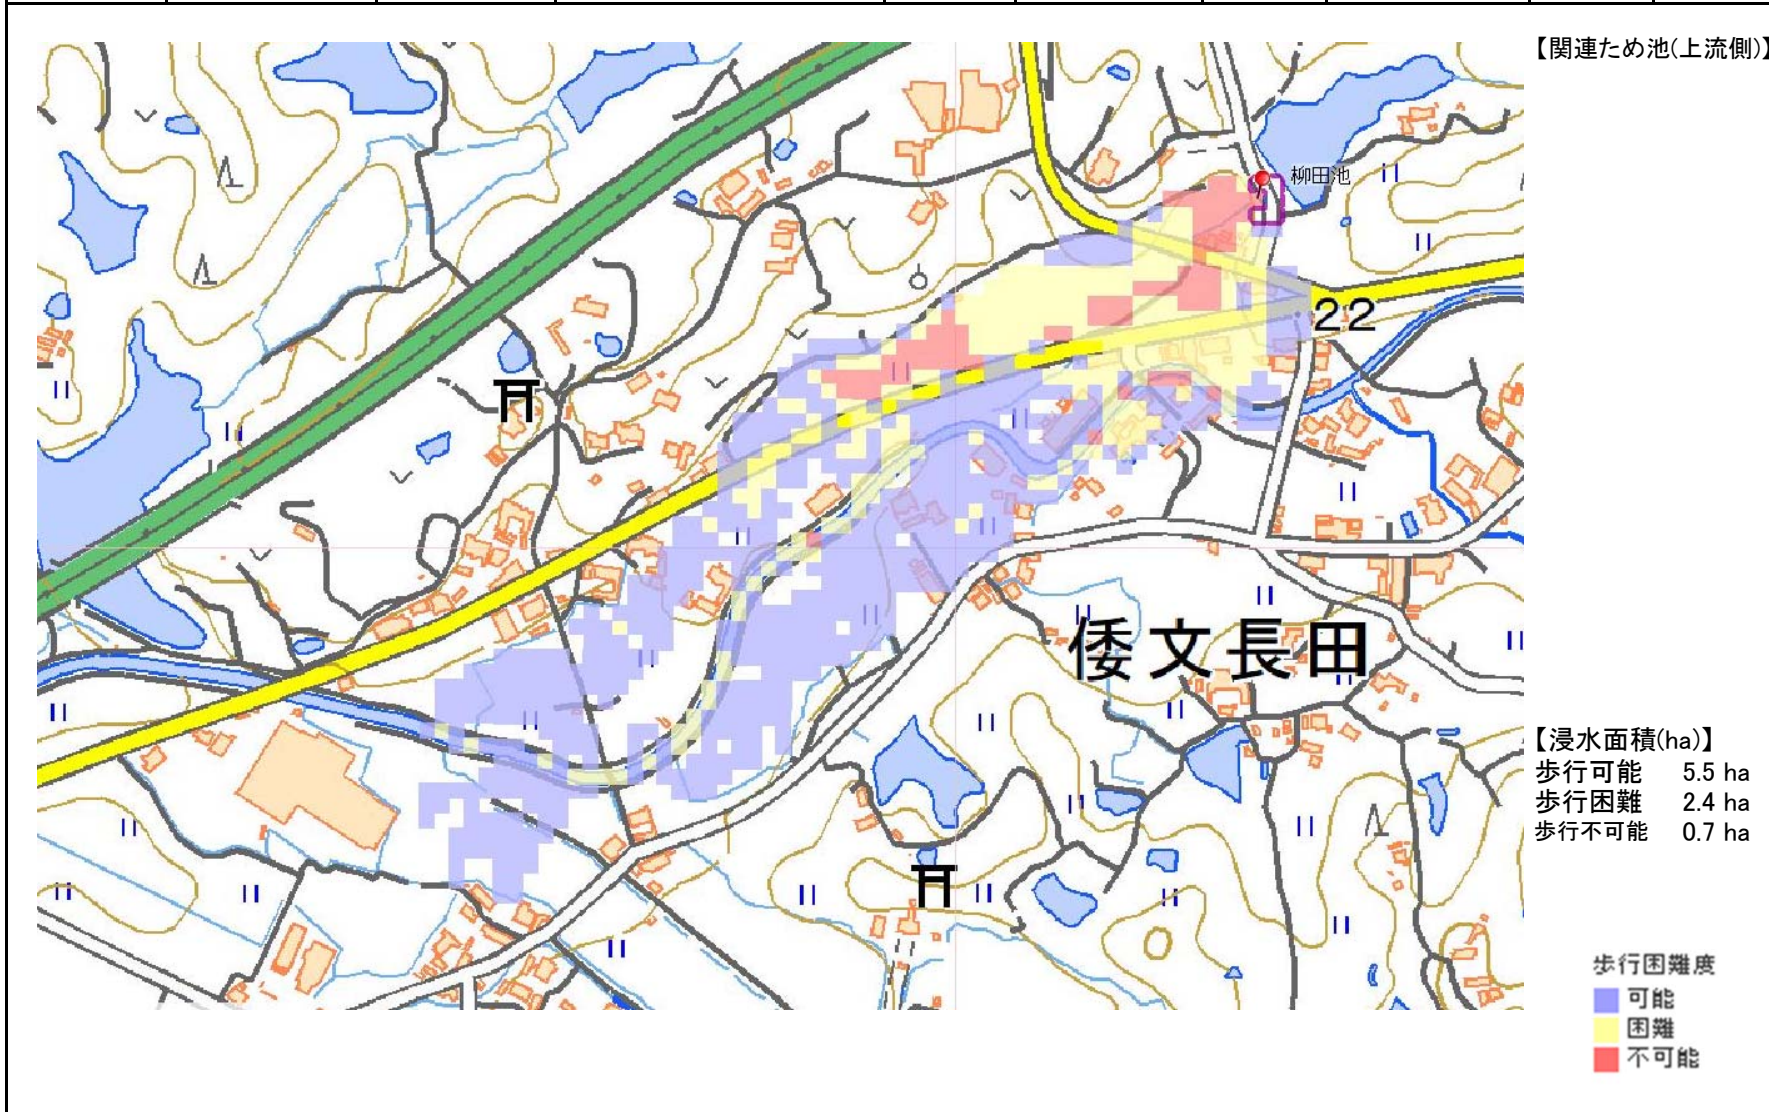 【関連ため池(上流側)】
柳田池
22
倭文長田
【浸水面積(ha)】
歩行可能 5.5 ha
歩行困難 2.4 ha
歩行不可能 0.7 ha
歩行困難度
可能
困難
不可能